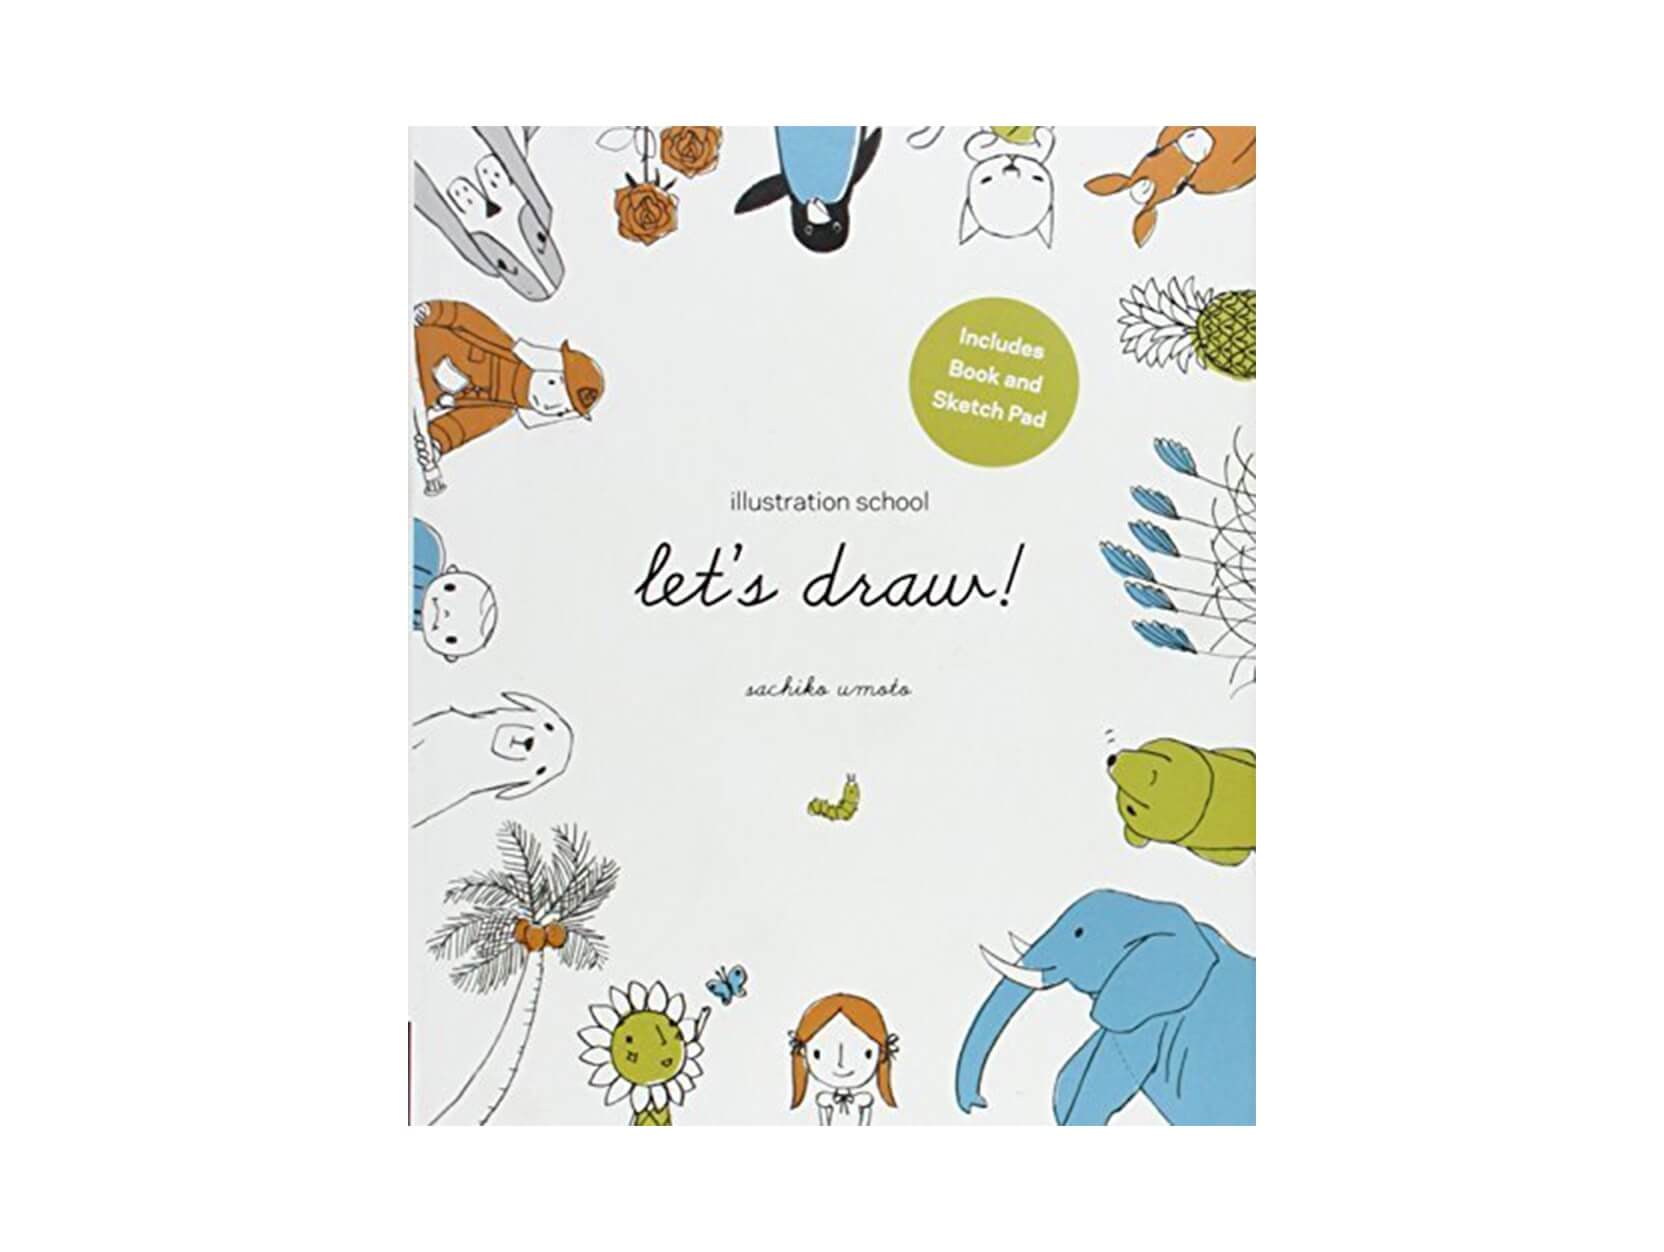 Includes
Book and
Sketch Pad
illustration school
let's draw!
sachiko umoto